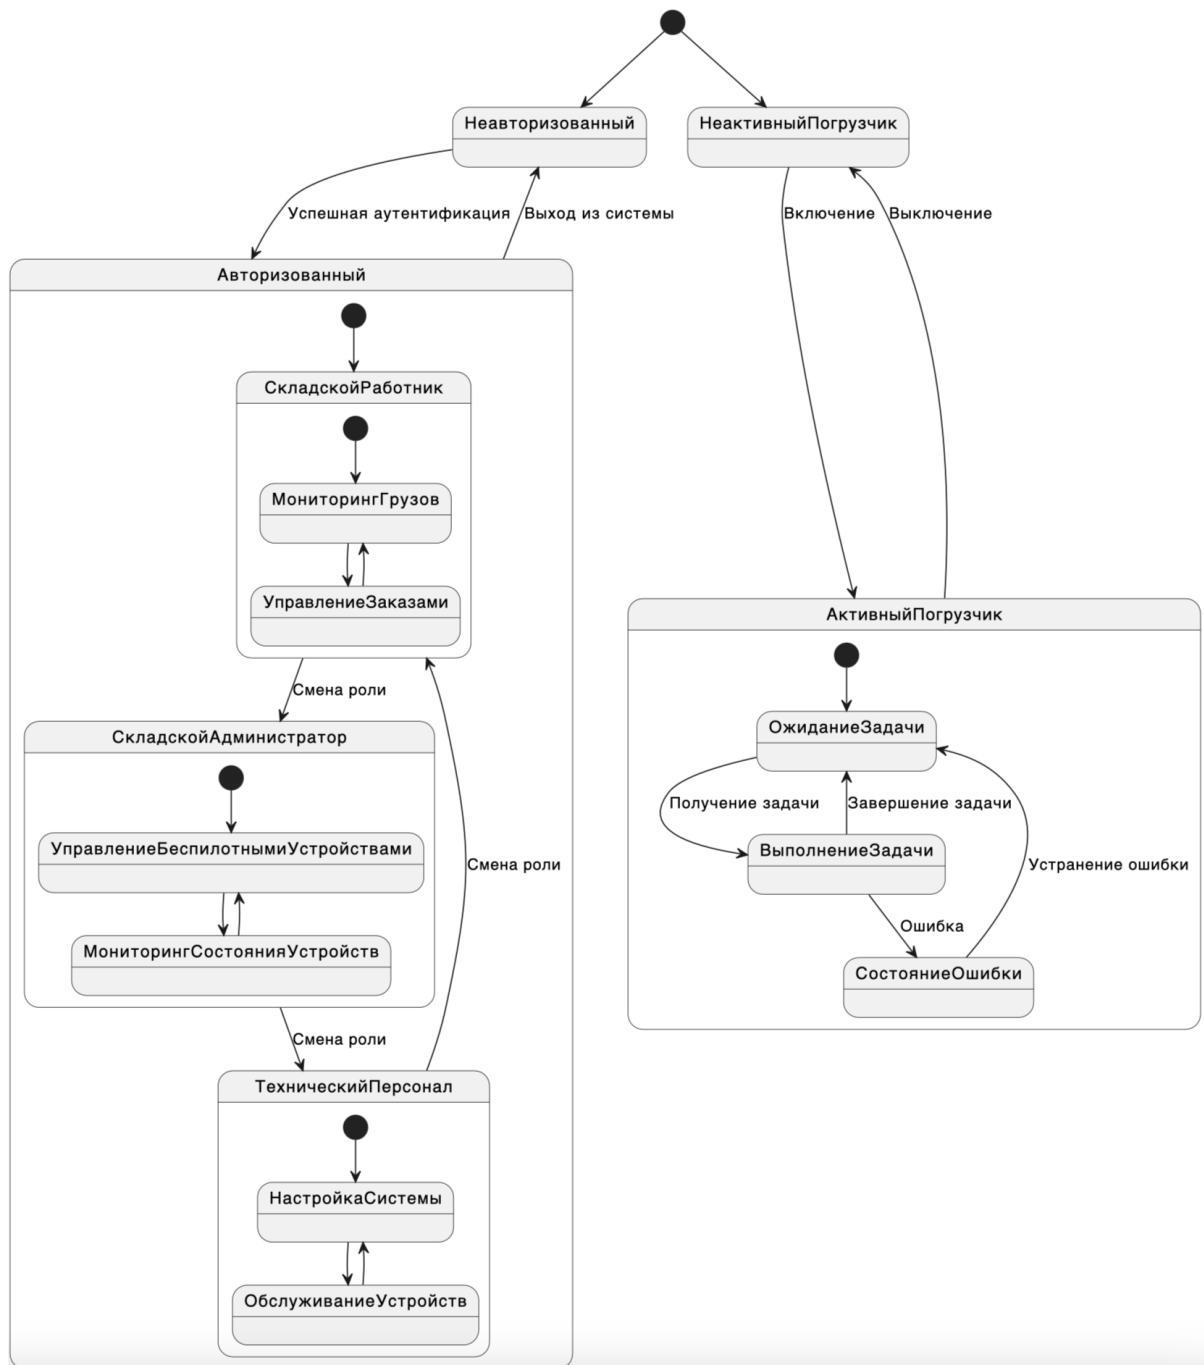 Неавторизованный
НеактивныйПогрузчик
Успешная аутентификация
Выход из системы
Включение
Выключение
Авторизованный
СкладскойРаботник
МониторингГрузов
УправлениеЗаказами
Смена роли
СкладскойАдминистратор
УправлениеБеспилотнымиУстройствами
МониторингСостоянияУстройств
Смена роли
Смена роли
ТехническийПерсонал
НастройкаСистемы
ОбслуживаниеУстройств
АктивныйПогрузчик
ОжиданиеЗадачи
Получение задачи
Завершение задачи
ВыполнениеЗадачи
Устранение ошибки
Ошибка
СостояниеОшибки